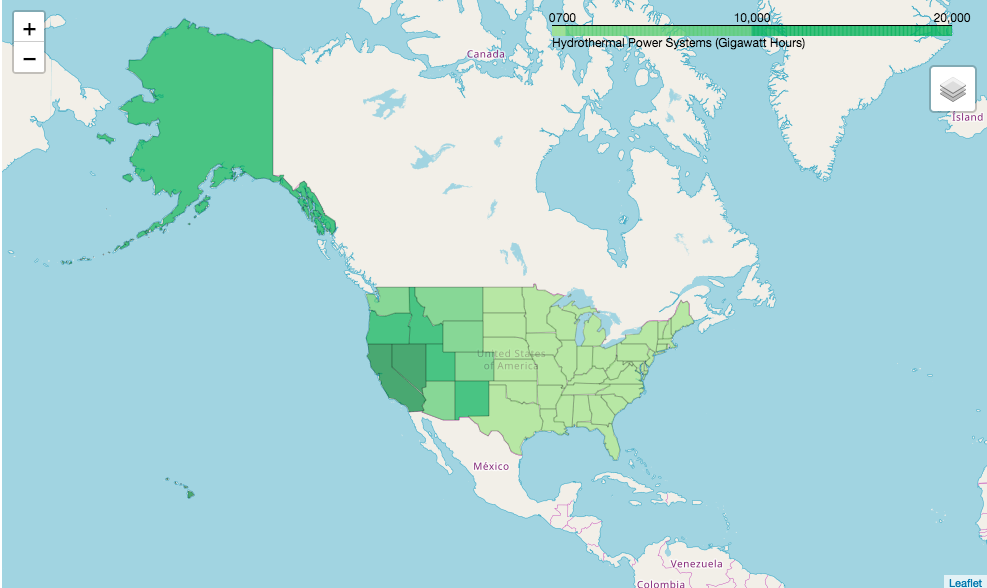 +
−
0700 10,000 20,000
Hydrothermal Power Systems (Gigawatt Hours)
Canada
Island
United States
of America
México
Venezuela
Colombia
Leaflet